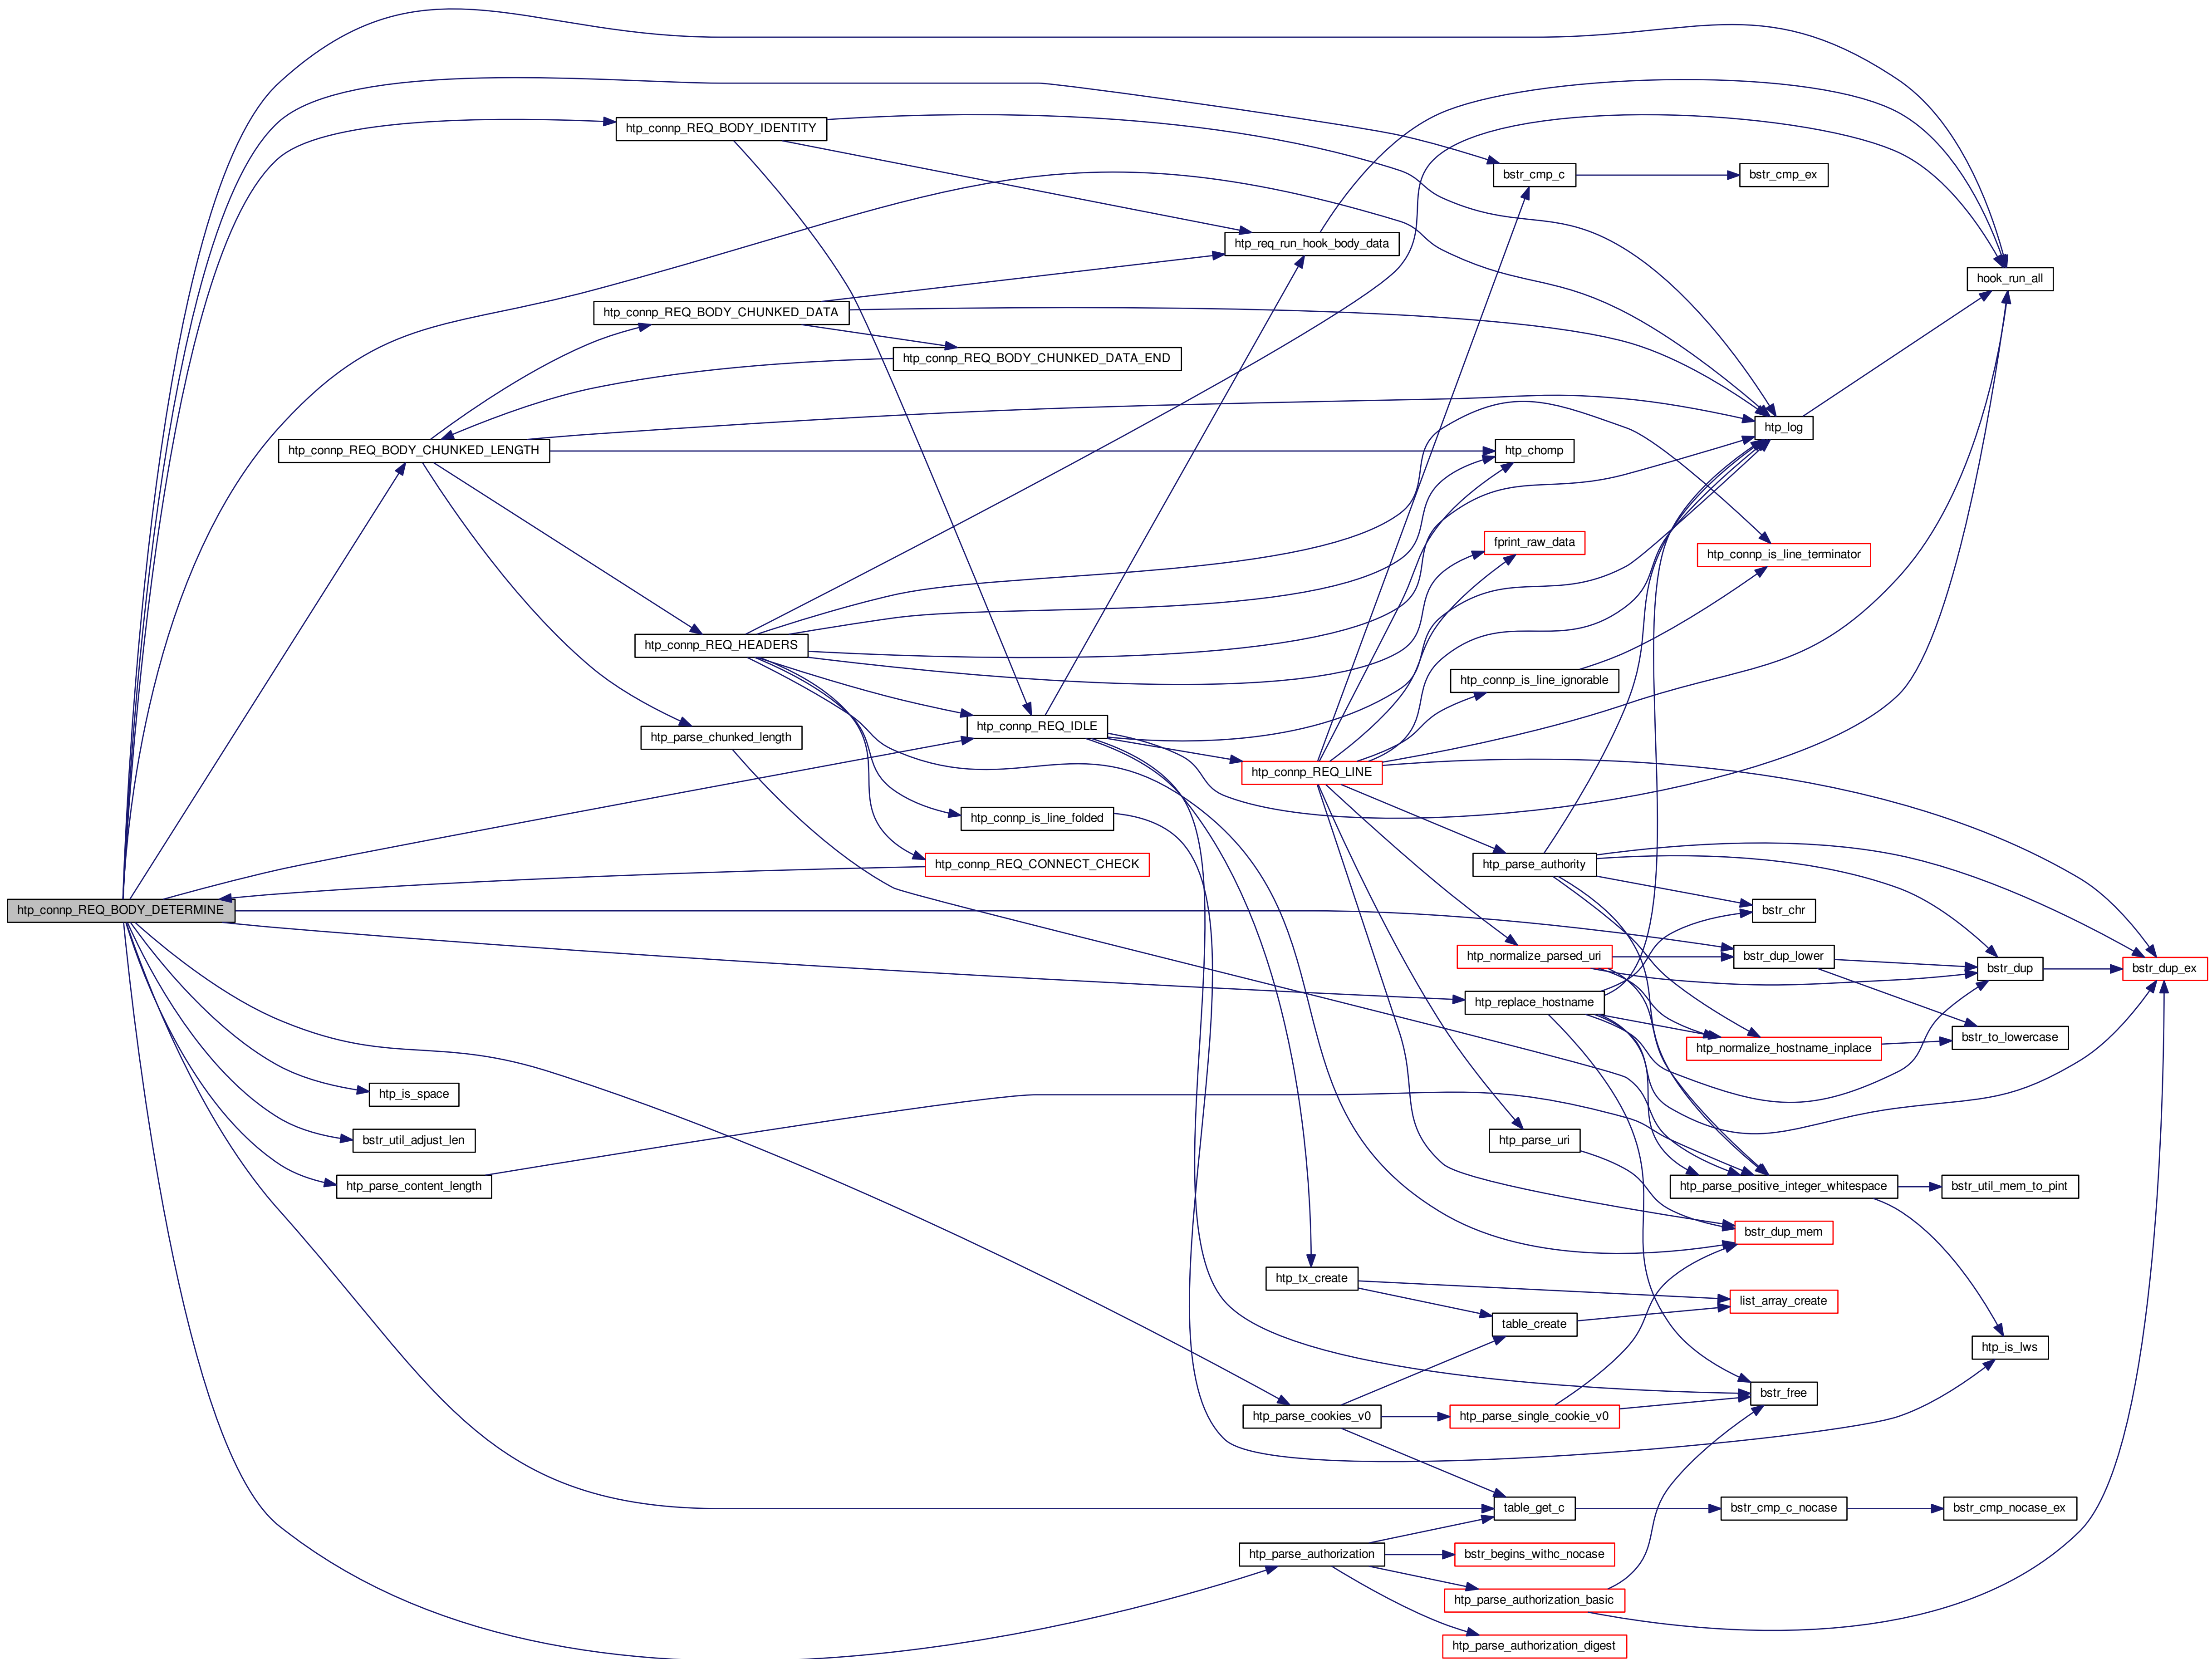 htp_connp_REQ_BODY_IDENTITY
bstr_cmp_c
bstr_cmp_ex
htp_req_run_hook_body_data
hook_run_all
htp_connp_REQ_BODY_CHUNKED_DATA
htp_connp_REQ_BODY_CHUNKED_DATA_END
htp_log
htp_connp_REQ_BODY_CHUNKED_LENGTH
htp_chomp
fprint_raw_data
htp_connp_is_line_terminator
htp_connp_REQ_HEADERS
htp_connp_is_line_ignorable
htp_connp_REQ_IDLE
htp_parse_chunked_length
htp_connp_REQ_LINE
htp_connp_is_line_folded
htp_connp_REQ_CONNECT_CHECK
htp_parse_authority
htp_connp_REQ_BODY_DETERMINE
bstr_chr
htp_normalize_parsed_uri
bstr_dup_lower
bstr_dup
bstr_dup_ex
htp_replace_hostname
bstr_to_lowercase
htp_normalize_hostname_inplace
htp_is_space
bstr_util_adjust_len
htp_parse_uri
htp_parse_content_length
htp_parse_positive_integer_whitespace
bstr_util_mem_to_pint
bstr_dup_mem
htp_tx_create
list_array_create
table_create
htp_is_lws
bstr_free
htp_parse_cookies_v0
htp_parse_single_cookie_v0
table_get_c
bstr_cmp_c_nocase
bstr_cmp_nocase_ex
htp_parse_authorization
bstr_begins_withc_nocase
htp_parse_authorization_basic
htp_parse_authorization_digest